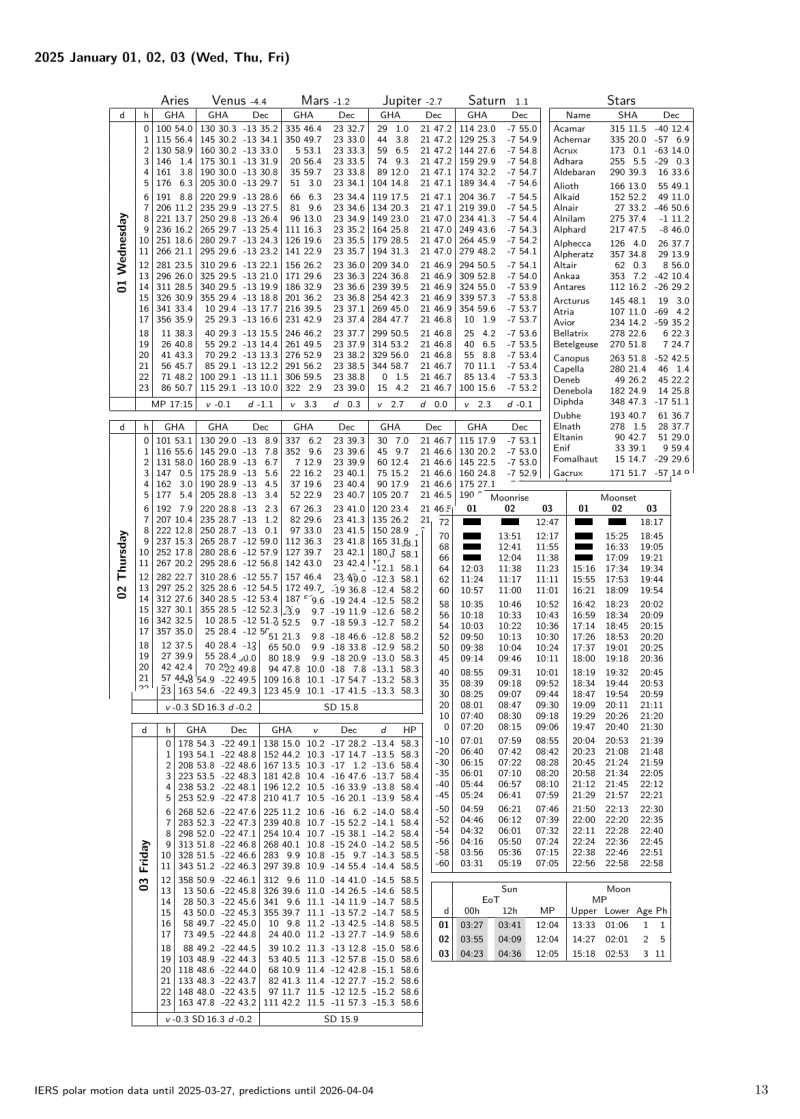 2025 January 01, 02, 03 (Wed, Thu, Fri)
Aries Venus -4.4 Mars -1.2 Jupiter -2.7 Saturn 1.1
d h GHA GHA Dec GHA Dec GHA Dec GHA Dec
01 Wednesday
0 100 54.0 130 30.3 -13 35.2 335 46.4 23 32.7 29 1.0 21 47.2 114 23.0 -7 55.0
1 115 56.4 145 30.2 -13 34.1 350 49.7 23 33.0 44 3.8 21 47.2 129 25.3 -7 54.9
2 130 58.9 160 30.2 -13 33.0 5 53.1 23 33.3 59 6.5 21 47.2 144 27.6 -7 54.8
3 146 1.4 175 30.1 -13 31.9 20 56.4 23 33.5 74 9.3 21 47.1 159 29.9 -7 54.8
4 161 3.8 190 30.0 -13 30.8 35 59.7 23 33.8 89 12.0 21 47.1 174 32.2 -7 54.7
5 176 6.3 205 30.0 -13 29.7 51 3.0 23 34.1 104 14.8 21 47.1 189 34.4 -7 54.6
6 191 8.8 220 29.9 -13 28.6 66 6.3 23 34.4 119 17.5 21 47.1 204 36.7 -7 54.5
7 206 11.2 235 29.9 -13 27.5 81 9.6 23 34.6 134 20.3 21 47.1 219 39.0 -7 54.5
8 221 13.7 250 29.8 -13 26.4 96 13.0 23 34.9 149 23.0 21 47.0 234 41.3 -7 54.4
9 236 16.2 265 29.7 -13 25.4 111 16.3 23 35.2 164 25.8 21 47.0 249 43.6 -7 54.3
10 251 18.6 280 29.7 -13 24.3 126 19.6 23 35.5 179 28.5 21 47.0 264 45.9 -7 54.2
11 266 21.1 295 29.6 -13 23.2 141 22.9 23 35.7 194 31.3 21 47.0 279 48.2 -7 54.1
12 281 23.5 310 29.6 -13 22.1 156 26.2 23 36.0 209 34.0 21 46.9 294 50.5 -7 54.1
13 296 26.0 325 29.5 -13 21.0 171 29.6 23 36.3 224 36.8 21 46.9 309 52.8 -7 54.0
14 311 28.5 340 29.5 -13 19.9 186 32.9 23 36.6 239 39.5 21 46.9 324 55.0 -7 53.9
15 326 30.9 355 29.4 -13 18.8 201 36.2 23 36.8 254 42.3 21 46.9 339 57.3 -7 53.8
16 341 33.4 10 29.4 -13 17.7 216 39.5 23 37.1 269 45.0 21 46.9 354 59.6 -7 53.7
17 356 35.9 25 29.3 -13 16.6 231 42.9 23 37.4 284 47.7 21 46.8 10 1.9 -7 53.7
18 11 38.3 40 29.3 -13 15.5 246 46.2 23 37.7 299 50.5 21 46.8 25 4.2 -7 53.6
19 26 40.8 55 29.2 -13 14.4 261 49.5 23 37.9 314 53.2 21 46.8 40 6.5 -7 53.5
20 41 43.3 70 29.2 -13 13.3 276 52.9 23 38.2 329 56.0 21 46.8 55 8.8 -7 53.4
21 56 45.7 85 29.1 -13 12.2 291 56.2 23 38.5 344 58.7 21 46.8 70 11.1 -7 53.4
22 71 48.2 100 29.1 -13 11.1 306 59.5 23 38.8 0 1.5 21 46.7 85 13.4 -7 53.3
23 86 50.7 115 29.1 -13 10.0 322 2.9 23 39.0 15 4.2 21 46.7 100 15.6 -7 53.2
MP 17:15 v -0.1 d -1.1 v 3.3 d 0.3 v 2.7 d 0.0 v 2.3 d -0.1
Stars
Name SHA Dec
Acamar 315 11.5 -40 12.4
Achernar 335 20.0 -57 6.9
Acrux 173 0.1 -63 14.0
Adhara 255 5.5 -29 0.3
Aldebaran 290 39.3 16 33.6
Alioth 166 13.0 55 49.1
Alkaid 152 52.2 49 11.0
Alnair 27 33.2 -46 50.6
Alnilam 275 37.4 -1 11.2
Alphard 217 47.5 -8 46.0
Alphecca 126 4.0 26 37.7
Alpheratz 357 34.8 29 13.9
Altair 62 0.3 8 56.0
Ankaa 353 7.2 -42 10.4
Antares 112 16.2 -26 29.2
Arcturus 145 48.1 19 3.0
Atria 107 11.0 -69 4.2
Avior 234 14.2 -59 35.2
Bellatrix 278 22.6 6 22.3
Betelgeuse 270 51.8 7 24.7
Canopus 263 51.8 -52 42.5
Capella 280 21.4 46 1.4
Deneb 49 26.2 45 22.2
Denebola 182 24.9 14 25.8
Diphda 348 47.3 -17 51.1
Dubhe 193 40.7 61 36.7
Elnath 278 1.5 28 37.7
Eltanin 90 42.7 51 29.0
Enif 33 39.1 9 59.4
Fomalhaut 15 14.7 -29 29.6
Gacrux 171 51.7 -57 14.9
d h GHA GHA Dec GHA Dec GHA Dec GHA Dec
02 Thursday
0 101 53.1 130 29.0 -13 8.9 337 6.2 23 39.3 30 7.0 21 46.7 115 17.9 -7 53.1
1 116 55.6 145 29.0 -13 7.8 352 9.6 23 39.6 45 9.7 21 46.7 130 20.2 -7 53.0
2 131 58.0 160 28.9 -13 6.7 7 12.9 23 39.9 60 12.4 21 46.7 145 22.5 -7 53.0
3 147 0.5 175 28.9 -13 5.6 22 16.2 23 40.1 75 15.2 21 46.6 160 24.8 -7 52.9
4 162 3.0 190 28.9 -13 4.5 37 19.6 23 40.4 90 17.9 21 46.6 175 27.1
5 177 5.4 205 28.8 -13 3.4 52 22.9 23 40.7 105 20.7 21 46.5 190
6 192 7.9 220 28.8 -13 2.3 67 26.3 23 41.0 120 23.4 21 46.5
7 207 10.4 235 28.7 -13 1.2 82 29.6 23 41.3 135 26.2 21
8 222 12.8 250 28.7 -13 0.1 97 33.0 23 41.5 150 28.9
9 237 15.3 265 28.7 -12 59.0 112 36.3 23 41.8 165 31 58.1
10 252 17.8 280 28.6 -12 57.9 127 39.7 23 42.1 180
11 267 20.2 295 28.6 -12 56.8 142 43.0 23 42.4 -12.1 58.1
12 282 22.7 310 28.6 -12 55.7 157 46.4 23 49.0 -12.3 58.1
13 297 25.2 325 28.6 -12 54.5 172 49.7 -19 36.8 -12.4 58.2
14 312 27.6 340 28.5 -12 53.4 187 9.6 -19 24.4 -12.5 58.2
15 327 30.1 355 28.5 -12 52.3 9.7 -19 11.9 -12.6 58.2
16 342 32.5 10 28.5 -12 51. 52.5 9.7 -18 59.3 -12.7 58.2
17 357 35.0 25 28.4 -12 51 21.3 9.8 -18 46.6 -12.8 58.2
18 12 37.5 40 28.4 65 50.0 9.9 -18 33.8 -12.9 58.2
19 27 39.9 55 28.4 80 18.9 9.9 -18 20.9 -13.0 58.3
20 42 42.4 70 -22 49.8 94 47.8 10.0 -18 7.8 -13.1 58.3
21 57 54.9 -22 49.5 109 16.8 10.1 -17 54.7 -13.2 58.3
23 163 54.6 -22 49.3 123 45.9 10.1 -17 41.5 -13.3 58.3
v -0.3 SD 16.3 d -0.2 SD 15.8
d h GHA Dec GHA v Dec d HP
03 Friday
0 178 54.3 -22 49.1 138 15.0 10.2 -17 28.2 -13.4 58.3
1 193 54.1 -22 48.8 152 44.2 10.3 -17 14.7 -13.5 58.3
2 208 53.8 -22 48.6 167 13.5 10.3 -17 1.2 -13.6 58.4
3 223 53.5 -22 48.3 181 42.8 10.4 -16 47.6 -13.7 58.4
4 238 53.2 -22 48.1 196 12.2 10.5 -16 33.9 -13.8 58.4
5 253 52.9 -22 47.8 210 41.7 10.5 -16 20.1 -13.9 58.4
6 268 52.6 -22 47.6 225 11.2 10.6 -16 6.2 -14.0 58.4
7 283 52.3 -22 47.3 239 40.8 10.7 -15 52.2 -14.1 58.4
8 298 52.0 -22 47.1 254 10.4 10.7 -15 38.1 -14.2 58.4
9 313 51.8 -22 46.8 268 40.1 10.8 -15 24.0 -14.2 58.5
10 328 51.5 -22 46.6 283 9.9 10.8 -15 9.7 -14.3 58.5
11 343 51.2 -22 46.3 297 39.8 10.9 -14 55.4 -14.4 58.5
12 358 50.9 -22 46.1 312 9.6 11.0 -14 41.0 -14.5 58.5
13 13 50.6 -22 45.8 326 39.6 11.0 -14 26.5 -14.6 58.5
14 28 50.3 -22 45.6 341 9.6 11.1 -14 11.9 -14.7 58.5
15 43 50.0 -22 45.3 355 39.7 11.1 -13 57.2 -14.7 58.5
16 58 49.7 -22 45.0 10 9.8 11.2 -13 42.5 -14.8 58.5
17 73 49.5 -22 44.8 24 40.0 11.2 -13 27.7 -14.9 58.6
18 88 49.2 -22 44.5 39 10.2 11.3 -13 12.8 -15.0 58.6
19 103 48.9 -22 44.3 53 40.5 11.3 -12 57.8 -15.0 58.6
20 118 48.6 -22 44.0 68 10.9 11.4 -12 42.8 -15.1 58.6
21 133 48.3 -22 43.7 82 41.3 11.4 -12 27.7 -15.2 58.6
22 148 48.0 -22 43.5 97 11.7 11.5 -12 12.5 -15.2 58.6
23 163 47.8 -22 43.2 111 42.2 11.5 -11 57.3 -15.3 58.6
v -0.3 SD 16.3 d -0.2 SD 15.9
Moonrise Moonset
01 02 03 01 02 03
72 12:47 18:17
70 13:51 12:17 15:25 18:45
68 12:41 11:55 16:33 19:05
66 12:04 11:38 17:09 19:21
64 12:03 11:38 11:23 15:16 17:34 19:34
62 11:24 11:17 11:11 15:55 17:53 19:44
60 10:57 11:00 11:01 16:21 18:09 19:54
58 10:35 10:46 10:52 16:42 18:23 20:02
56 10:18 10:33 10:43 16:59 18:34 20:09
54 10:03 10:22 10:36 17:14 18:45 20:15
52 09:50 10:13 10:30 17:26 18:53 20:20
50 09:38 10:04 10:24 17:37 19:01 20:25
45 09:14 09:46 10:11 18:00 19:18 20:36
40 08:55 09:31 10:01 18:19 19:32 20:45
35 08:39 09:18 09:52 18:34 19:44 20:53
30 08:25 09:07 09:44 18:47 19:54 20:59
20 08:01 08:47 09:30 19:09 20:11 21:11
10 07:40 08:30 09:18 19:29 20:26 21:20
0 07:20 08:15 09:06 19:47 20:40 21:30
-10 07:01 07:59 08:55 20:04 20:53 21:39
-20 06:40 07:42 08:42 20:23 21:08 21:48
-30 06:15 07:22 08:28 20:45 21:24 21:59
-35 06:01 07:10 08:20 20:58 21:34 22:05
-40 05:44 06:57 08:10 21:12 21:45 22:12
-45 05:24 06:41 07:59 21:29 21:57 22:21
-50 04:59 06:21 07:46 21:50 22:13 22:30
-52 04:46 06:12 07:39 22:00 22:20 22:35
-54 04:32 06:01 07:32 22:11 22:28 22:40
-56 04:16 05:50 07:24 22:24 22:36 22:45
-58 03:56 05:36 07:15 22:38 22:46 22:51
-60 03:31 05:19 07:05 22:56 22:58 22:58
Sun Moon
EoT MP
d 00h 12h MP Upper Lower Age Ph
01 03:27 03:41 12:04 13:33 01:06 1 1
02 03:55 04:09 12:04 14:27 02:01 2 5
03 04:23 04:36 12:05 15:18 02:53 3 11
IERS polar motion data until 2025-03-27, predictions until 2026-04-04 13